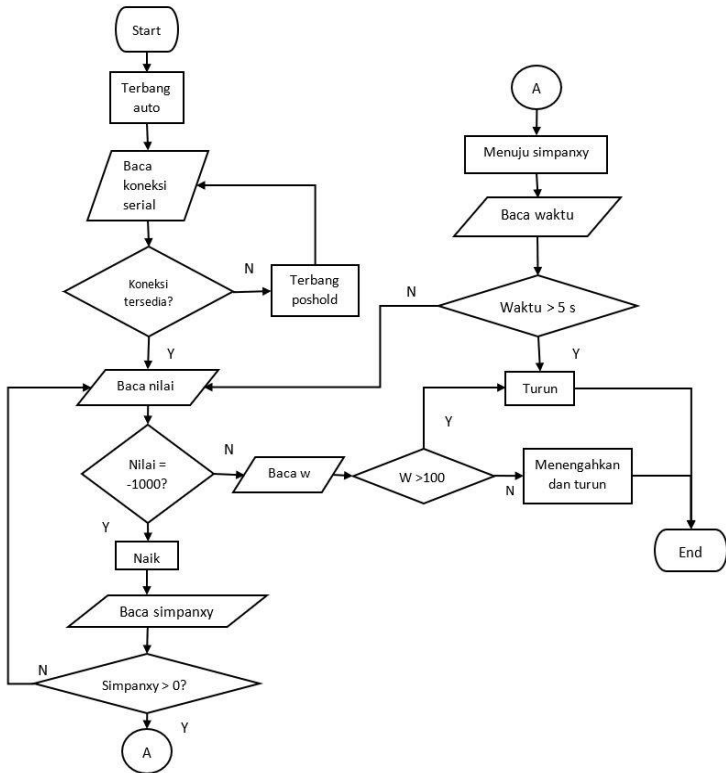 Start
Terbang
auto
Baca
koneksi
serial
Koneksi
tersedia?
N
Terbang
poshold
Y
Baca nilai
Nilai =
-1000?
N
Baca w
W >100
Y
N
Y
Naik
Baca simpanxy
Simpanxy > 0?
N
Y
A
A
Menuju simpanxy
Baca waktu
Waktu > 5 s
N
Y
Turun
Menengahkan
dan turun
End